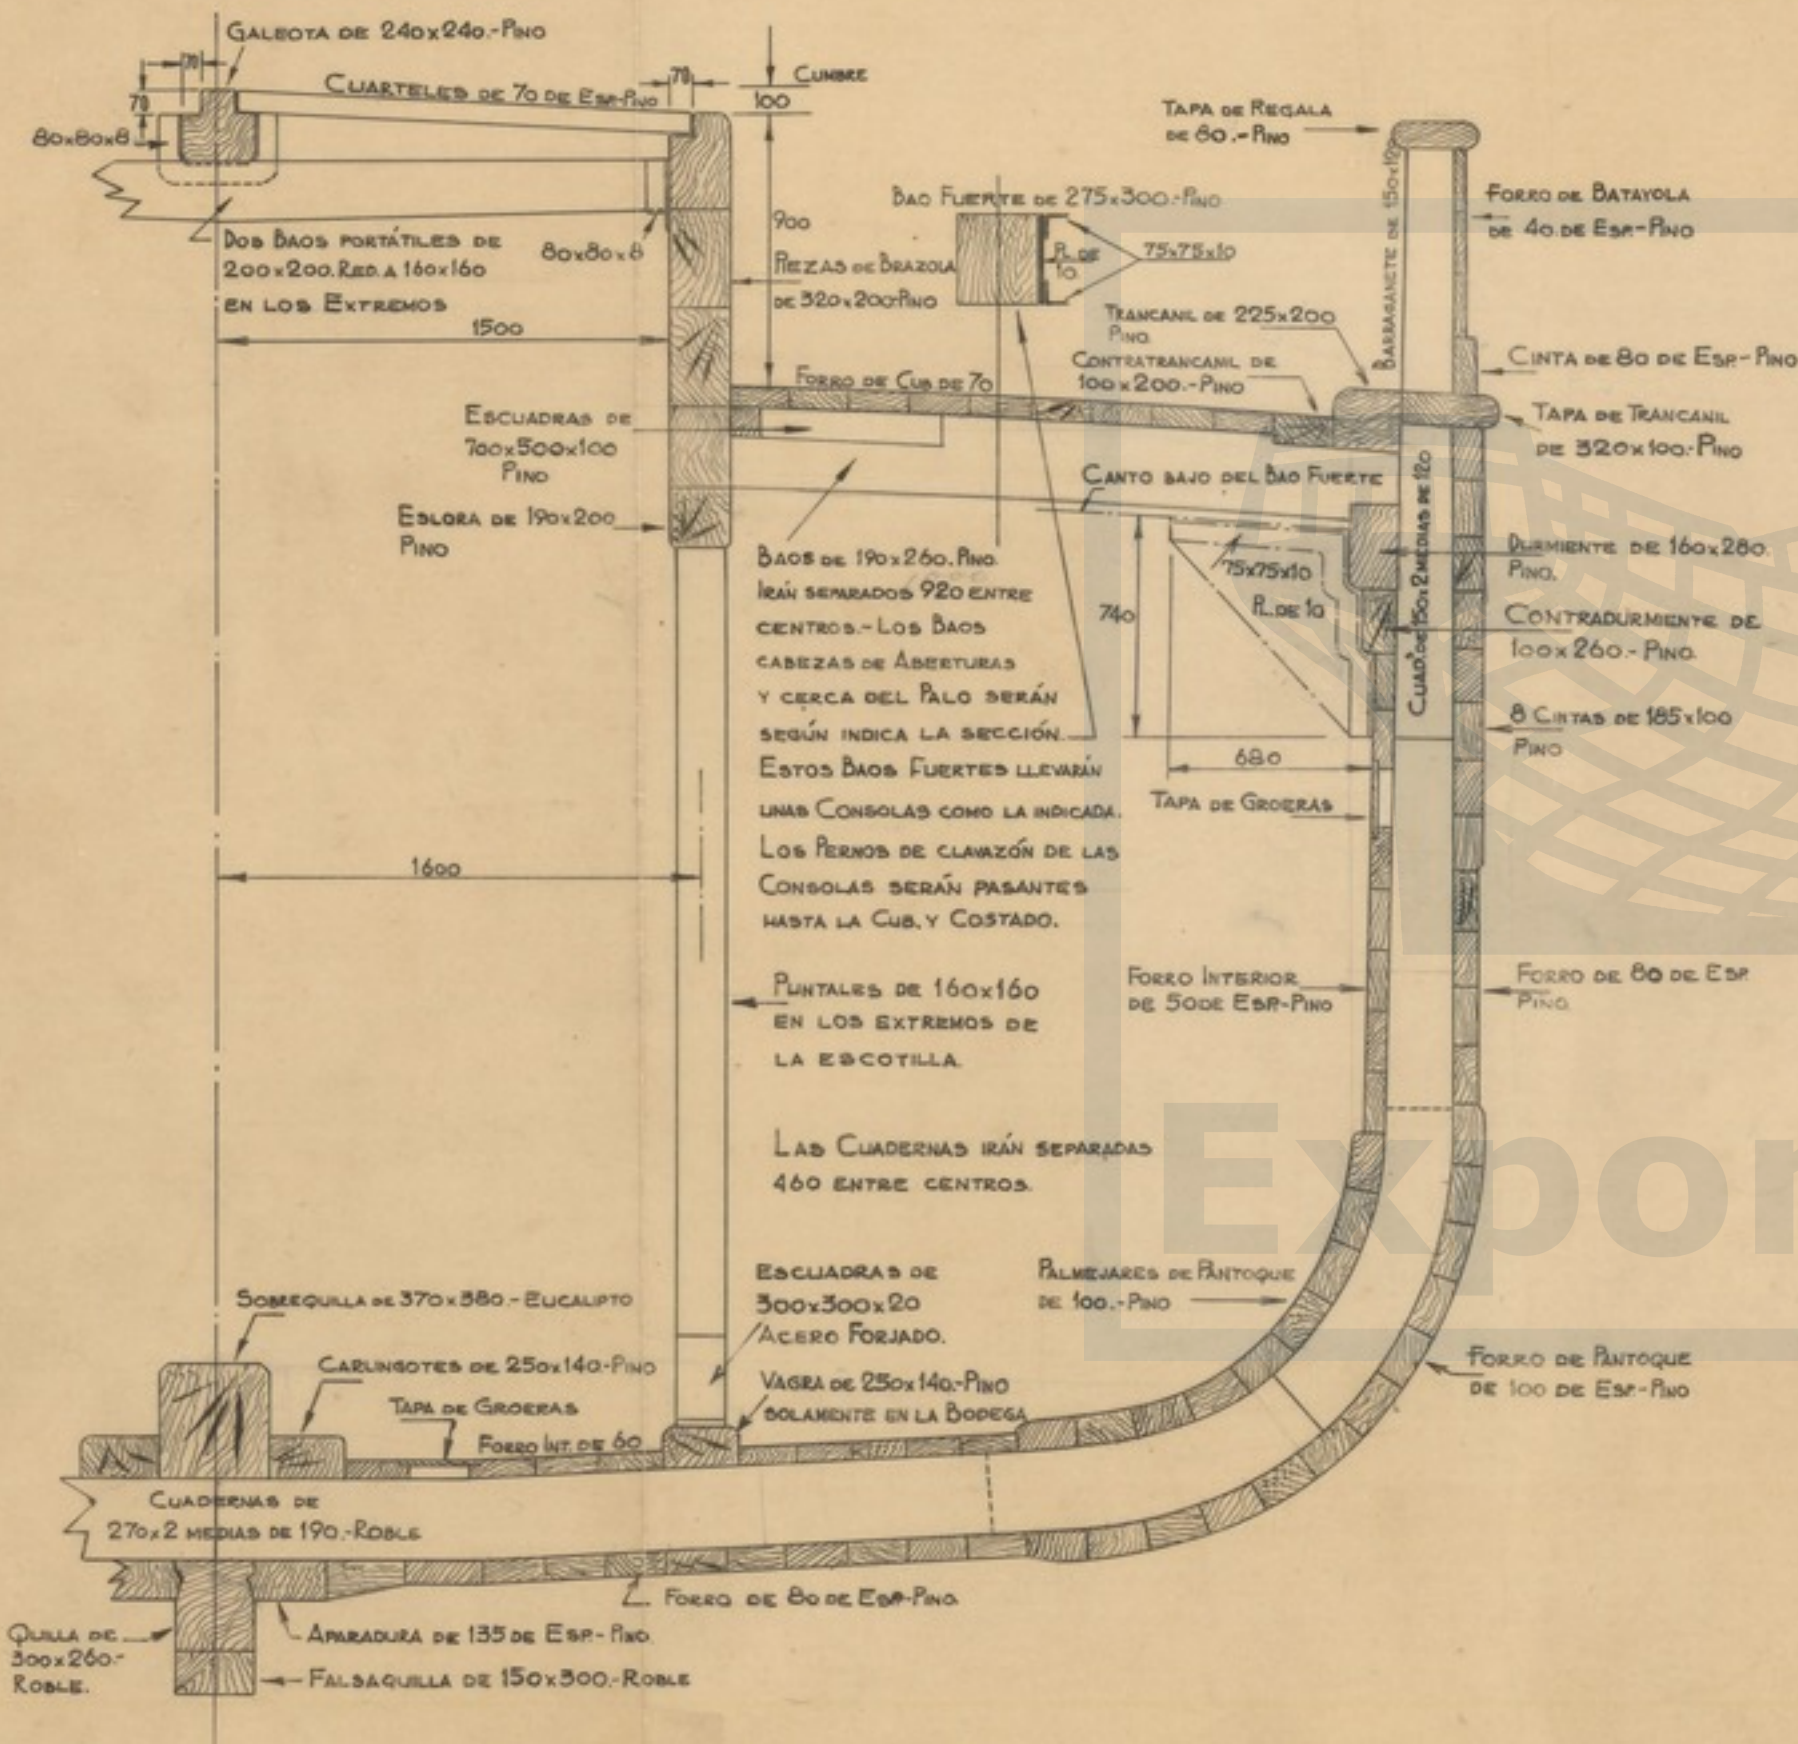 GALEOTA DE 240x240.-PINO
70
CUARTELES DE 70 DE ESP-PINO
70
CUMBRE
100
70
80x80x8
DOS BAOS PORTÁTILES DE
200x200. RED. A 160x160
EN LOS EXTREMOS
80x80x8
1500
900
PIEZAS DE BRAZOLA
DE 320x200-PINO
BAO FUERTE DE 275x300.-PINO
PL. DE
10.
75x75x10
TAPA DE REGALA
DE 80.-PINO
BARRAGANETE DE 150x120
FORRO DE BATAYOLA
DE 40. DE ESP.-PINO
TRANCANIL DE 225x200
PINO.
CONTRATRANCANIL DE
100x200.-PINO
CINTA DE 80 DE ESP.-PINO
TAPA DE TRANCANIL
DE 320x100.-PINO
FORRO DE CUB DE 70
ESCUADRAS DE
700x500x100
PINO
ESLORA DE 190x200
PINO
CANTO BAJO DEL BAO FUERTE
CUAD.ˢ DE 150x2 MEDIAS DE 120
DURMIENTE DE 160x280.
PINO.
CONTRADURMIENTE DE
100x260.-PINO.
8 CINTAS DE 185x100
PINO
75x75x10
PL. DE 10
740
680
BAOS DE 190x260. PINO.
IRÁN SEPARADOS 920 ENTRE
CENTROS.-LOS BAOS
CABEZAS DE ABERTURAS
Y CERCA DEL PALO SERÁN
SEGÚN INDICA LA SECCIÓN.
ESTOS BAOS FUERTES LLEVARÁN
UNAS CONSOLAS COMO LA INDICADA.
LOS PERNOS DE CLAVAZÓN DE LAS
CONSOLAS SERÁN PASANTES
HASTA LA CUB. Y COSTADO.
TAPA DE GROERAS
1600
PUNTALES DE 160x160
EN LOS EXTREMOS DE
LA ESCOTILLA.
FORRO INTERIOR
DE 50 DE ESP.-PINO
FORRO DE 80 DE ESP.
PINO.
LAS CUADERNAS IRÁN SEPARADAS
460 ENTRE CENTROS.
Expor
ESCUADRAS DE
300x300x20
ACERO FORJADO.
PALMEJARES DE PANTOQUE
DE 100.-PINO
SOBREQUILLA DE 370x380.-EUCALIPTO
CARLINGOTES DE 250x140-PINO
TAPA DE GROERAS
FORRO INT. DE 60
VAGRA DE 250x140.-PINO
SOLAMENTE EN LA BODEGA
FORRO DE PANTOQUE
DE 100 DE ESP.-PINO
CUADERNAS DE
270x2 MEDIAS DE 190.-ROBLE
FORRO DE 80 DE ESP-PINO.
QUILLA DE
300x260.-
ROBLE.
APARADURA DE 135 DE ESP.-PINO.
FALSAQUILLA DE 150x300.-ROBLE